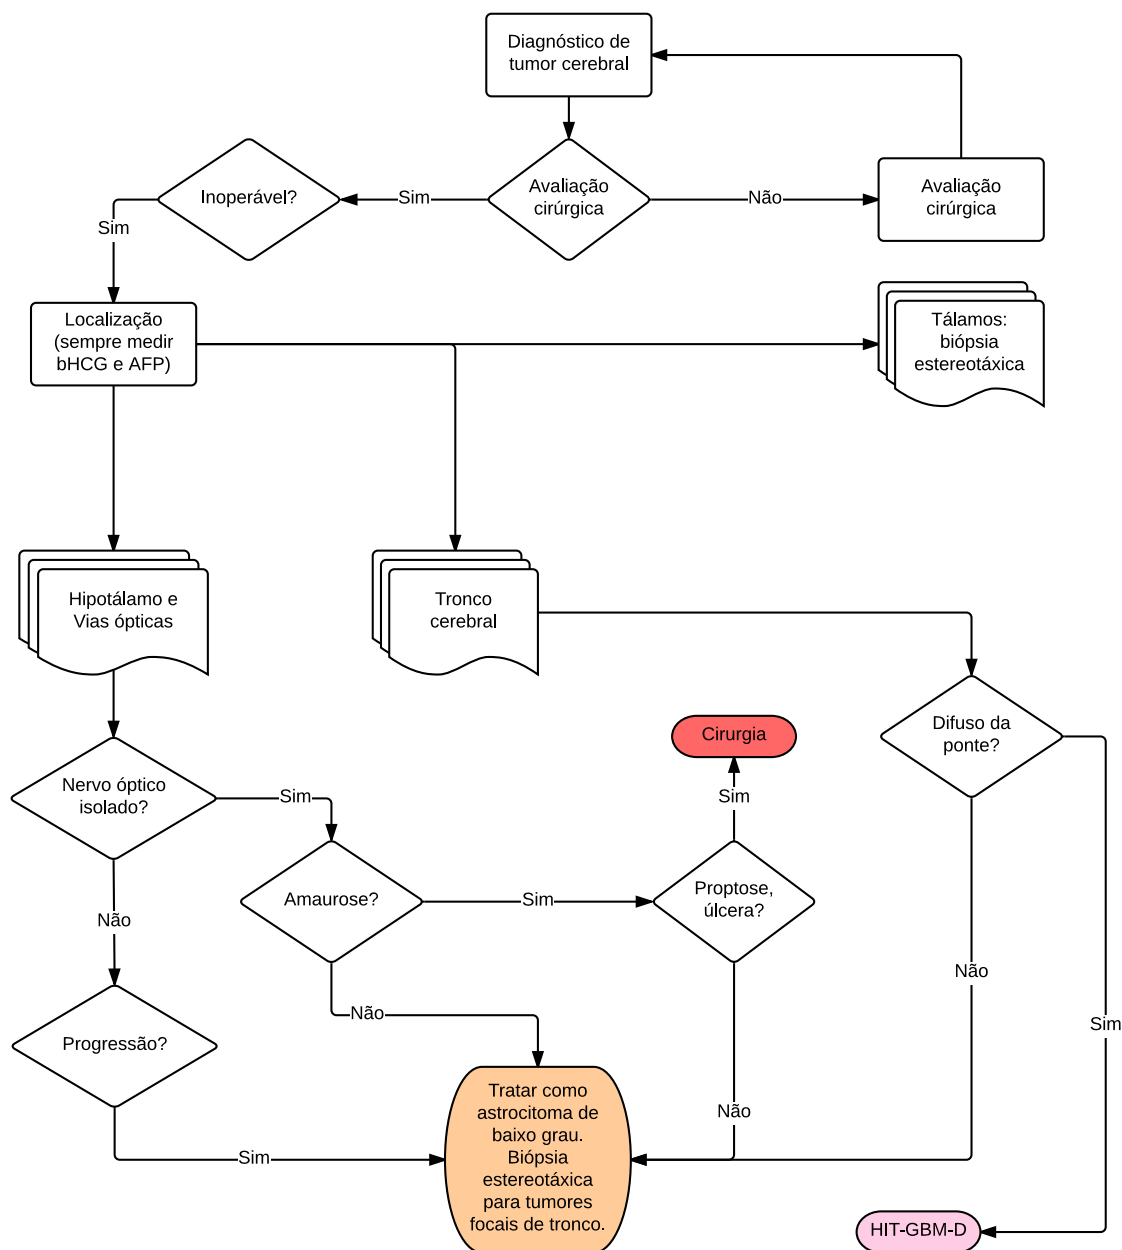 Diagnóstico de
tumor cerebral
Inoperável?
Sim
Avaliação
cirúrgica
Não
Avaliação
cirúrgica
Sim
Localização
(sempre medir
bHCG e AFP)
Tálamos:
biópsia
estereotáxica
Hipotálamo e
Vias ópticas
Tronco
cerebral
Cirurgia
Difuso da
ponte?
Nervo óptico
isolado?
Sim
Sim
Amaurose?
Sim
Proptose,
úlcera?
Não
Não
Não
Sim
Progressão?
Tratar como
astrocitoma de
baixo grau.
Biópsia
estereotáxica
para tumores
focais de tronco.
Não
Sim
HIT-GBM-D